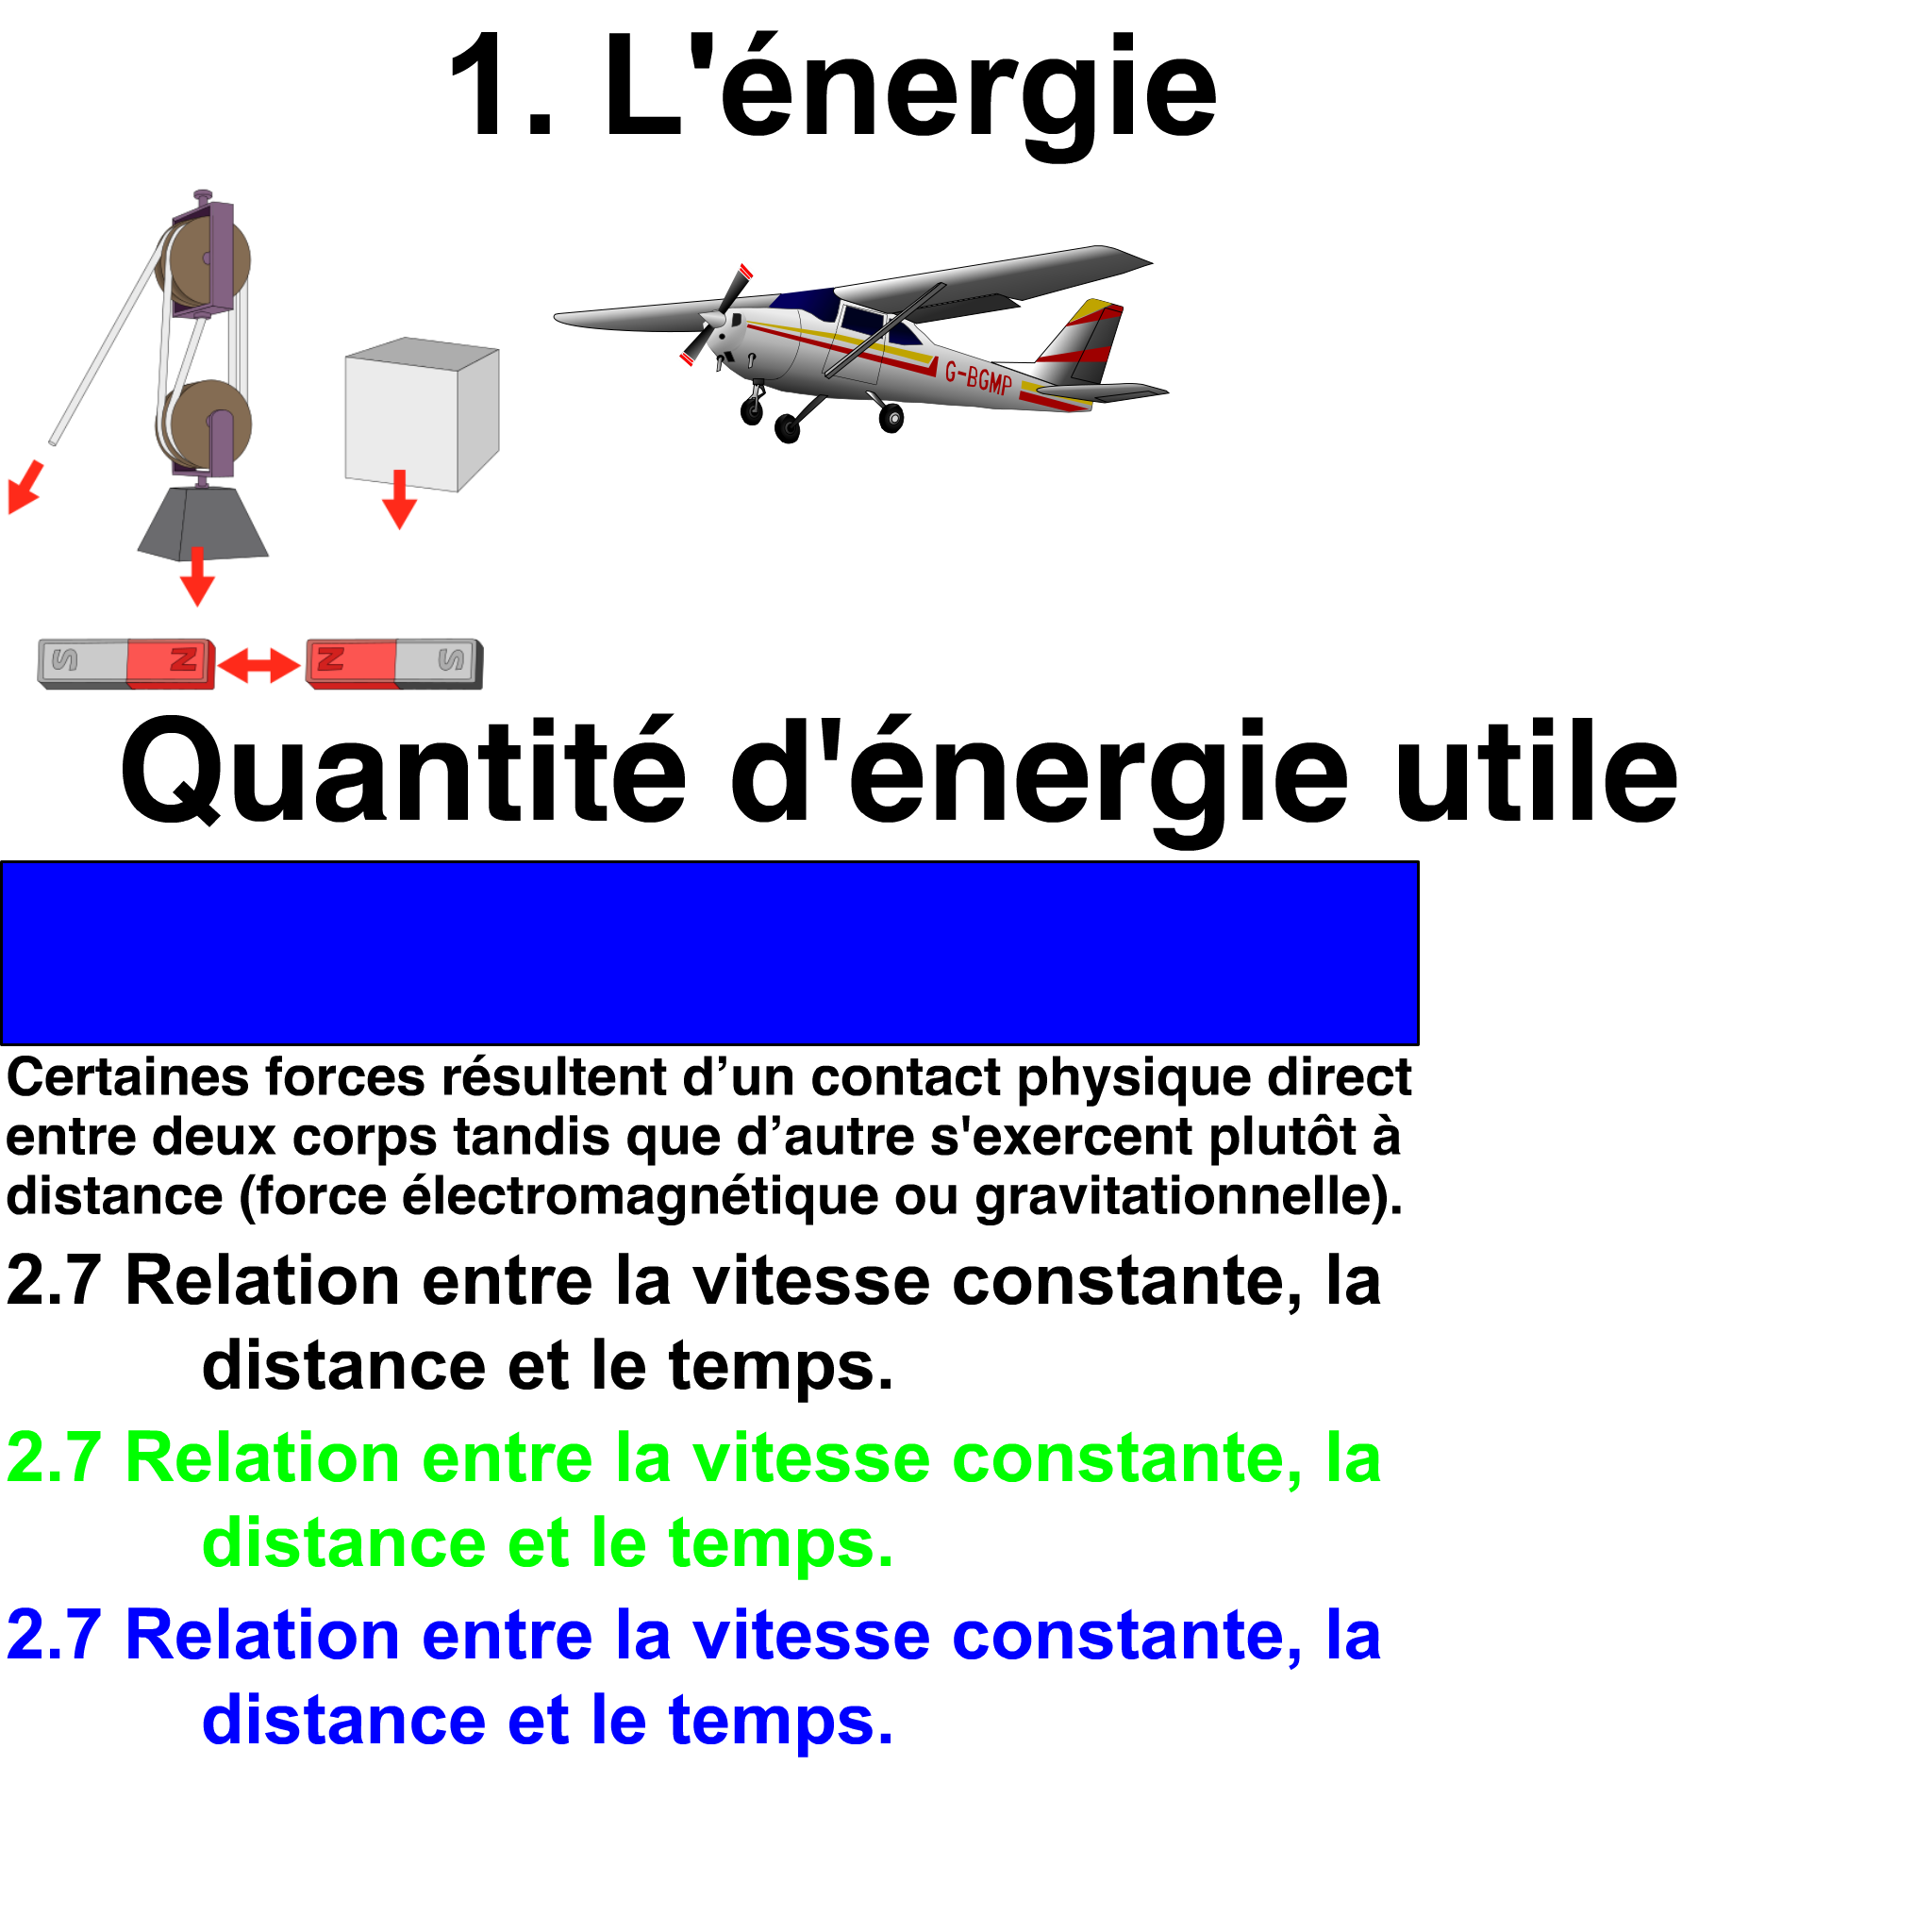 1. L'énergie
G-BGMP
S N N S
Quantité d'énergie utile
Certaines forces résultent d’un contact physique direct
entre deux corps tandis que d’autre s'exercent plutôt à
distance (force électromagnétique ou gravitationnelle).
2.7 Relation entre la vitesse constante, la
distance et le temps.
2.7 Relation entre la vitesse constante, la
distance et le temps.
2.7 Relation entre la vitesse constante, la
distance et le temps.